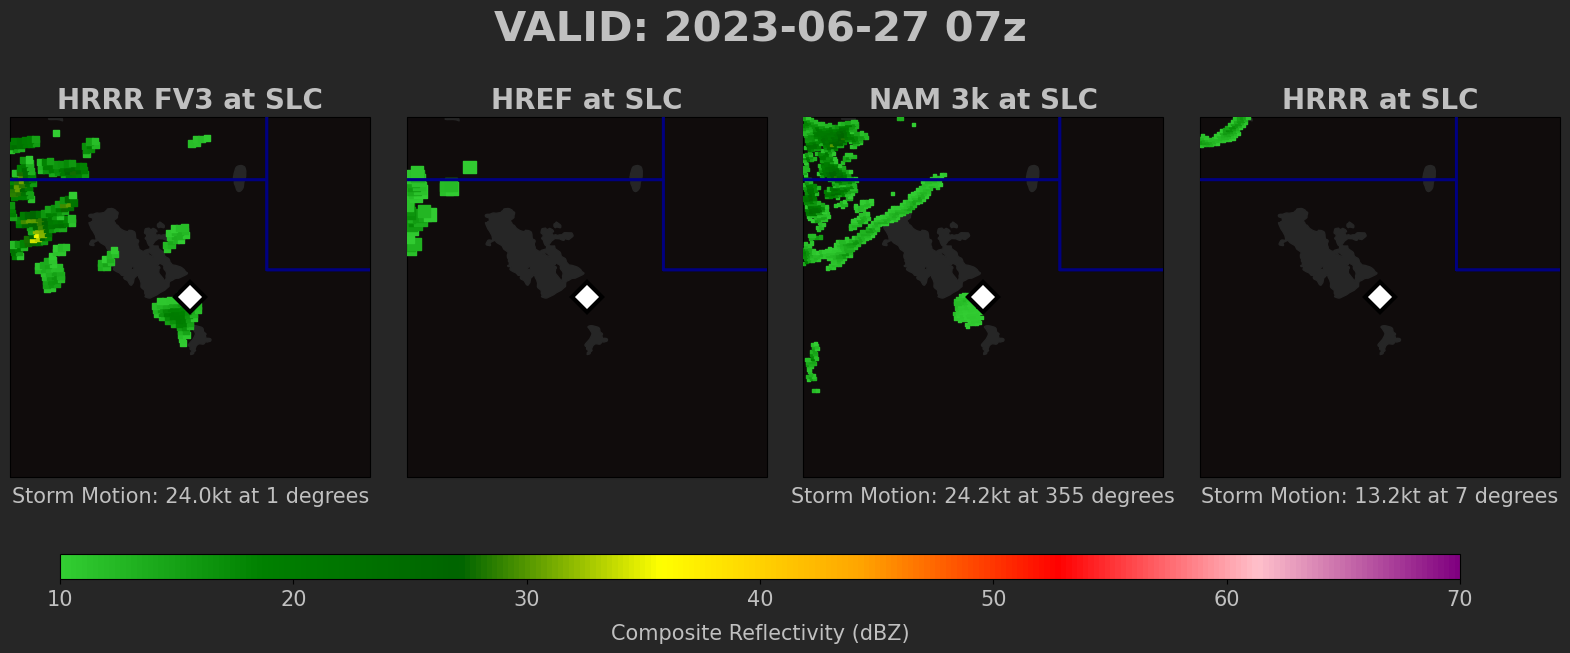 VALID: 2023-06-27 07z
HRRR FV3 at SLC
HREF at SLC
NAM 3k at SLC
HRRR at SLC
Storm Motion: 24.0kt at 1 degrees
Storm Motion: 24.2kt at 355 degrees
Storm Motion: 13.2kt at 7 degrees
10 20 30 40 50 60 70
Composite Reflectivity (dBZ)